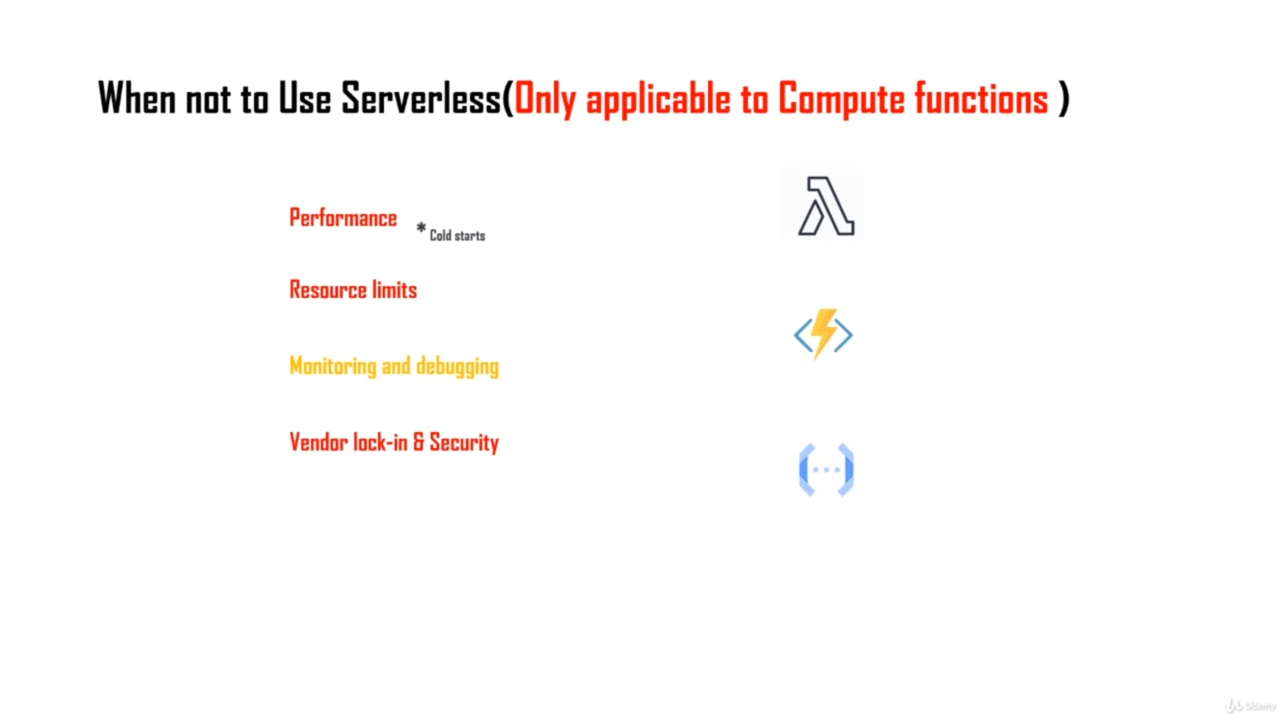 When not to Use Serverless(Only applicable to Compute functions )
Performance
* Cold starts
Resource limits
Monitoring and debugging
Vendor lock-in & Security
Udemy